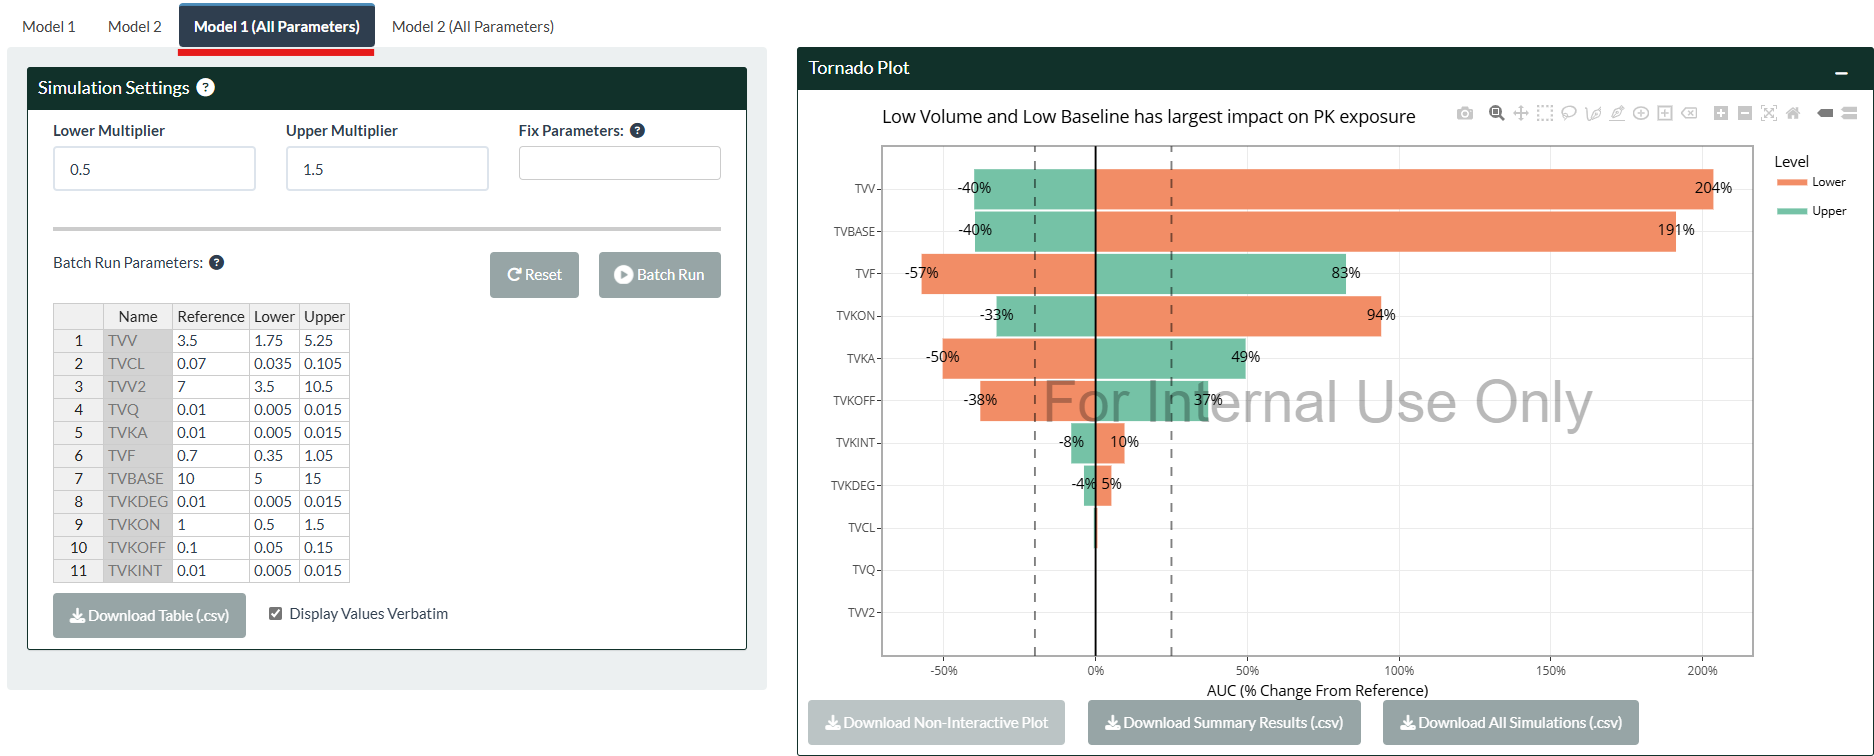 Model 1 Model 2 Model 1 (All Parameters) Model 2 (All Parameters)
Simulation Settings ?
Lower Multiplier Upper Multiplier Fix Parameters: ?
0.5 1.5
Batch Run Parameters: ? Reset Batch Run
Name Reference Lower Upper
1 TVV 3.5 1.75 5.25
2 TVCL 0.07 0.035 0.105
3 TVV2 7 3.5 10.5
4 TVQ 0.01 0.005 0.015
5 TVKA 0.01 0.005 0.015
6 TVF 0.7 0.35 1.05
7 TVBASE 10 5 15
8 TVKDEG 0.01 0.005 0.015
9 TVKON 1 0.5 1.5
10 TVKOFF 0.1 0.05 0.15
11 TVKINT 0.01 0.005 0.015
Download Table (.csv) Display Values Verbatim
Tornado Plot
Low Volume and Low Baseline has largest impact on PK exposure
Level
Lower
Upper
TVV -40% 204%
TVBASE -40% 191%
TVF -57% 83%
TVKON -33% 94%
TVKA -50% 49%
TVKOFF -38% 37%
For Internal Use Only
TVKINT -8% 10%
TVKDEG -4% 5%
TVCL
TVQ
TVV2
-50% 0% 50% 100% 150% 200%
AUC (% Change From Reference)
Download Non-Interactive Plot Download Summary Results (.csv) Download All Simulations (.csv)